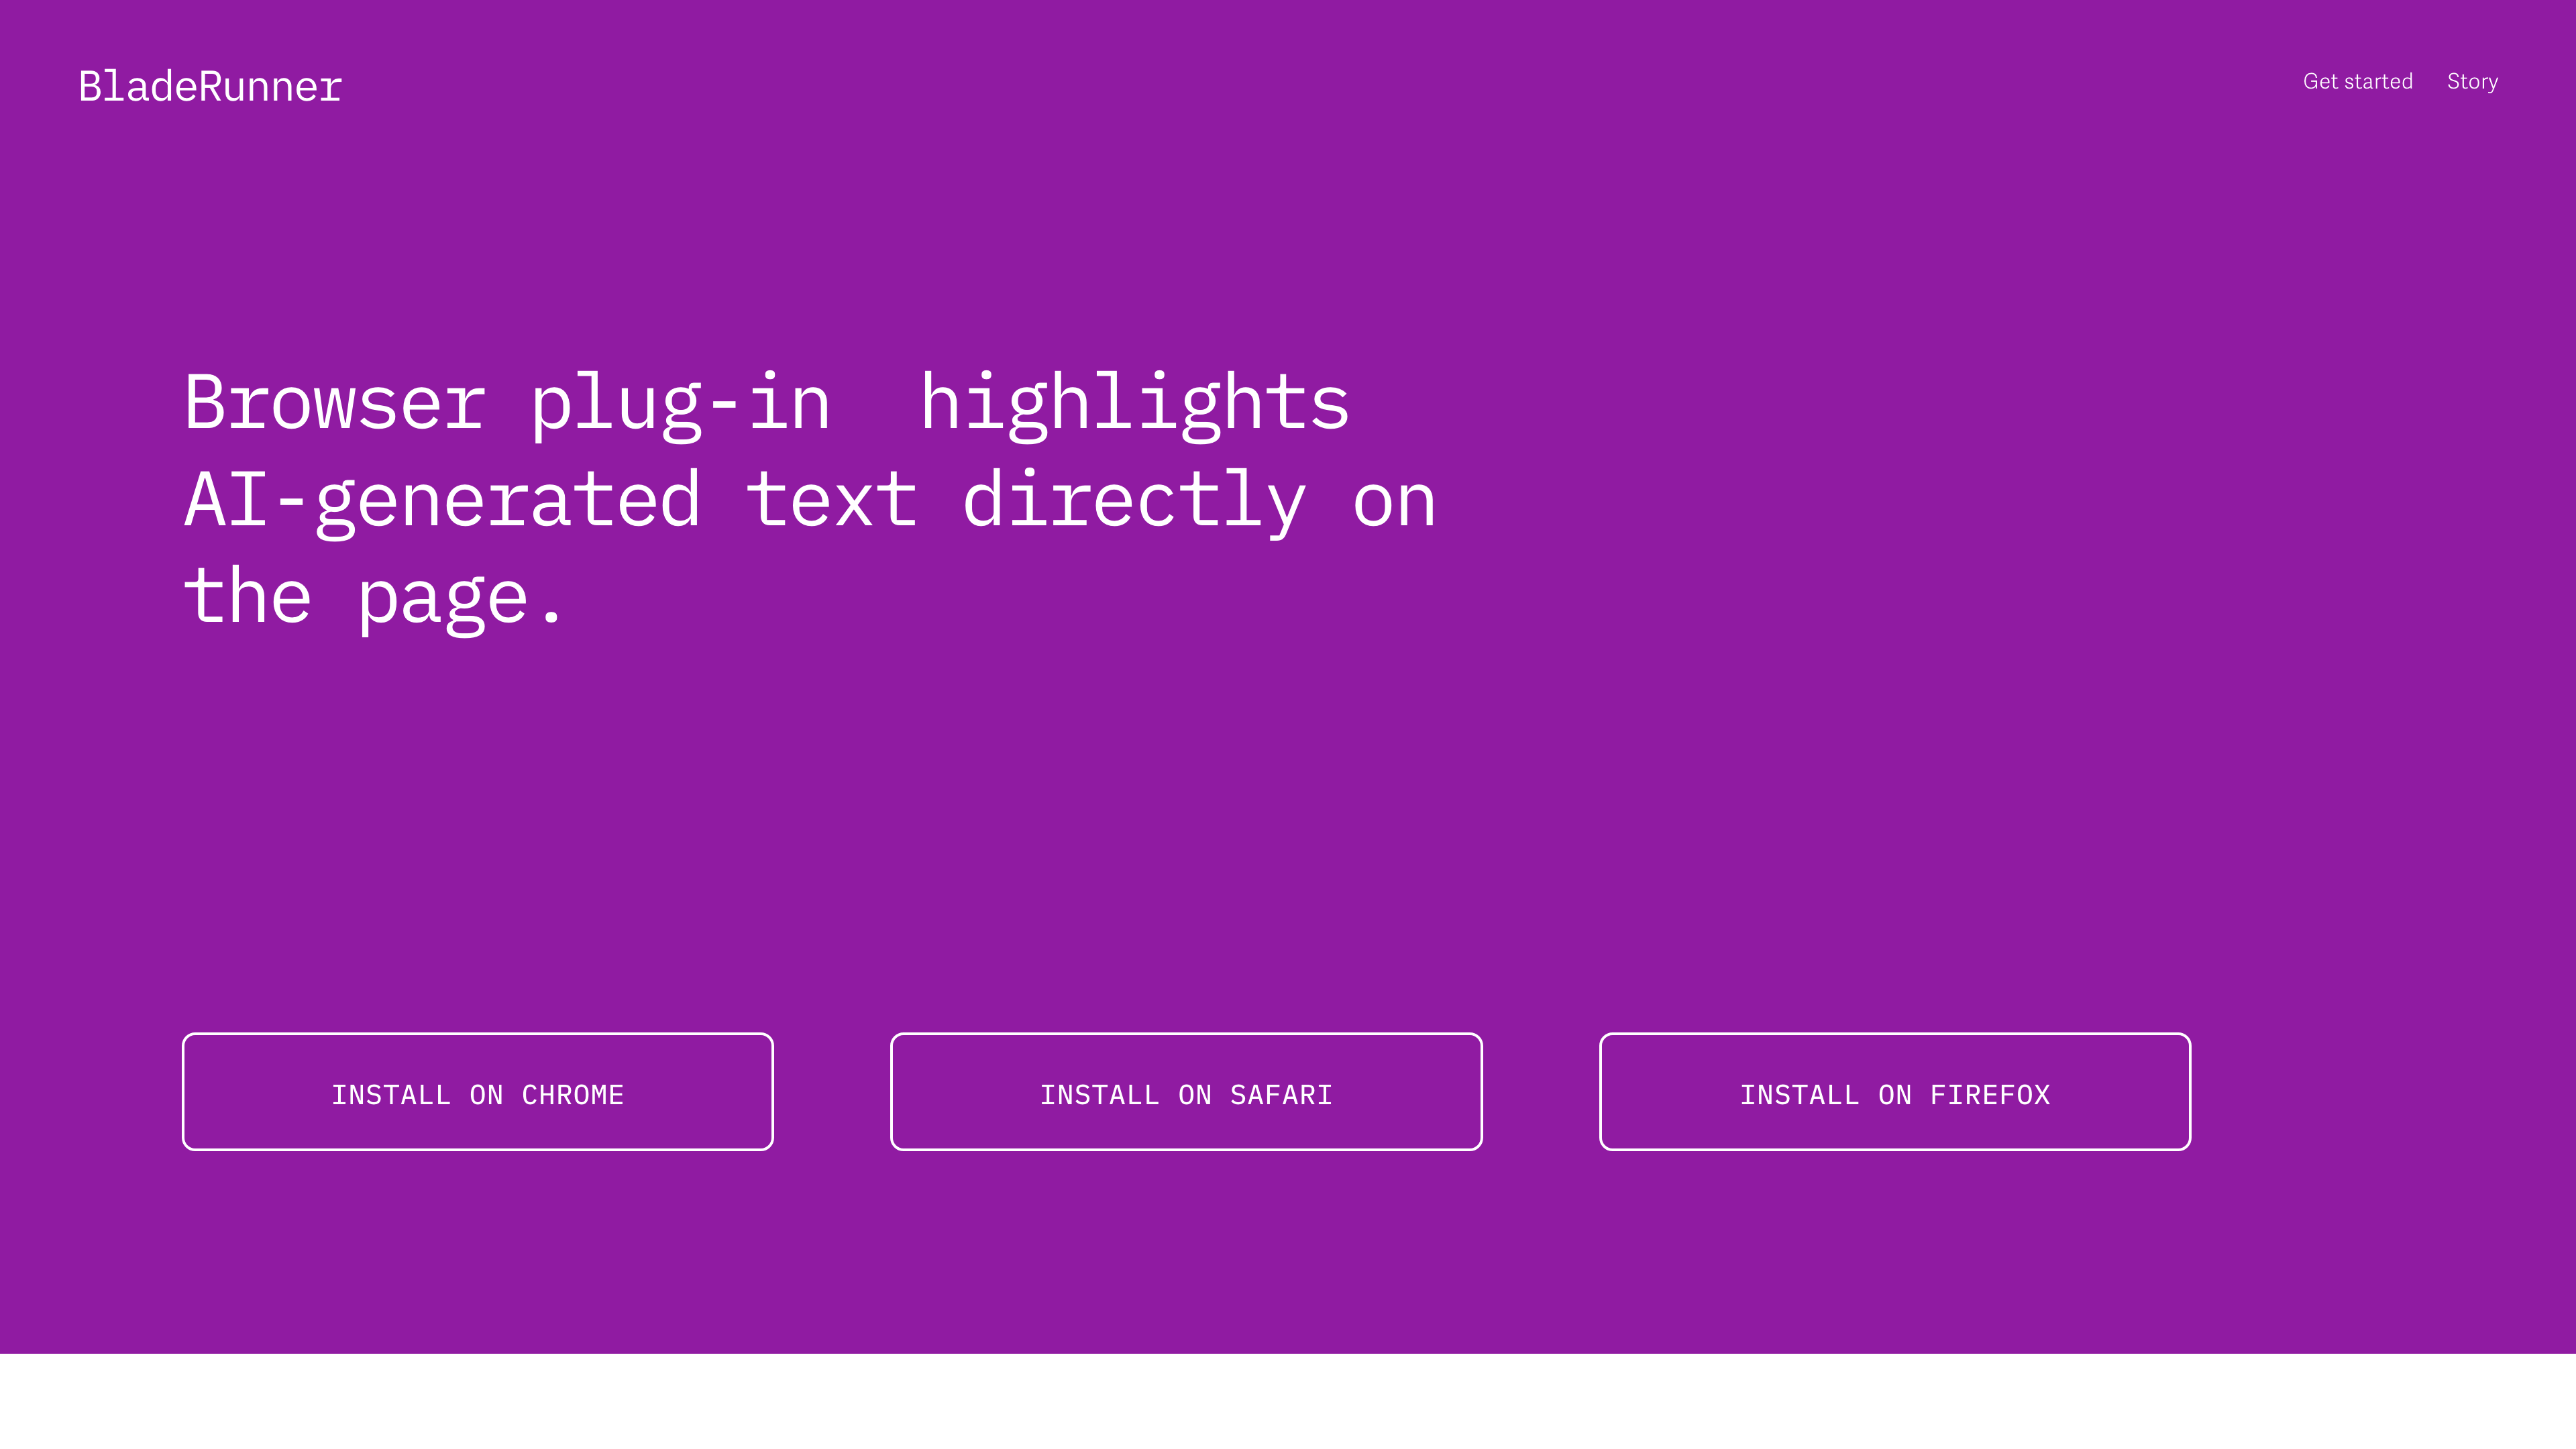 BladeRunner
Get started
Story
Browser plug-in  highlights
AI-generated text directly on
the page.
INSTALL ON CHROME
INSTALL ON SAFARI
INSTALL ON FIREFOX